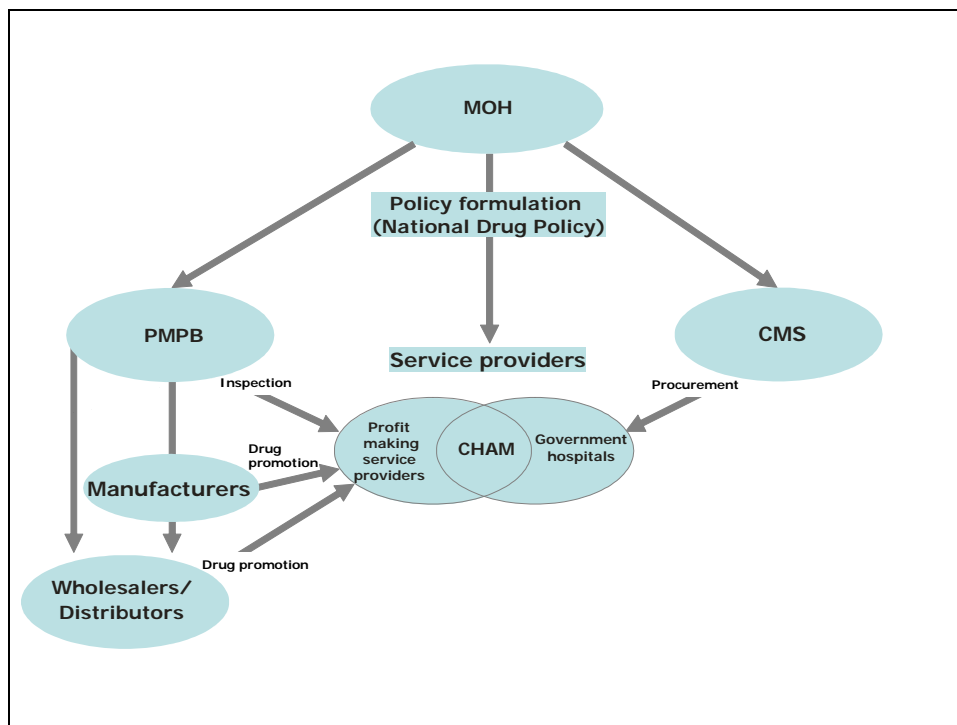 MOH
Policy formulation
(National Drug Policy)
PMPB
CMS
Service providers
Inspection
Procurement
Profit
making
service
providers
CHAM
Government
hospitals
Drug
promotion
Manufacturers
Drug promotion
Wholesalers/
Distributors